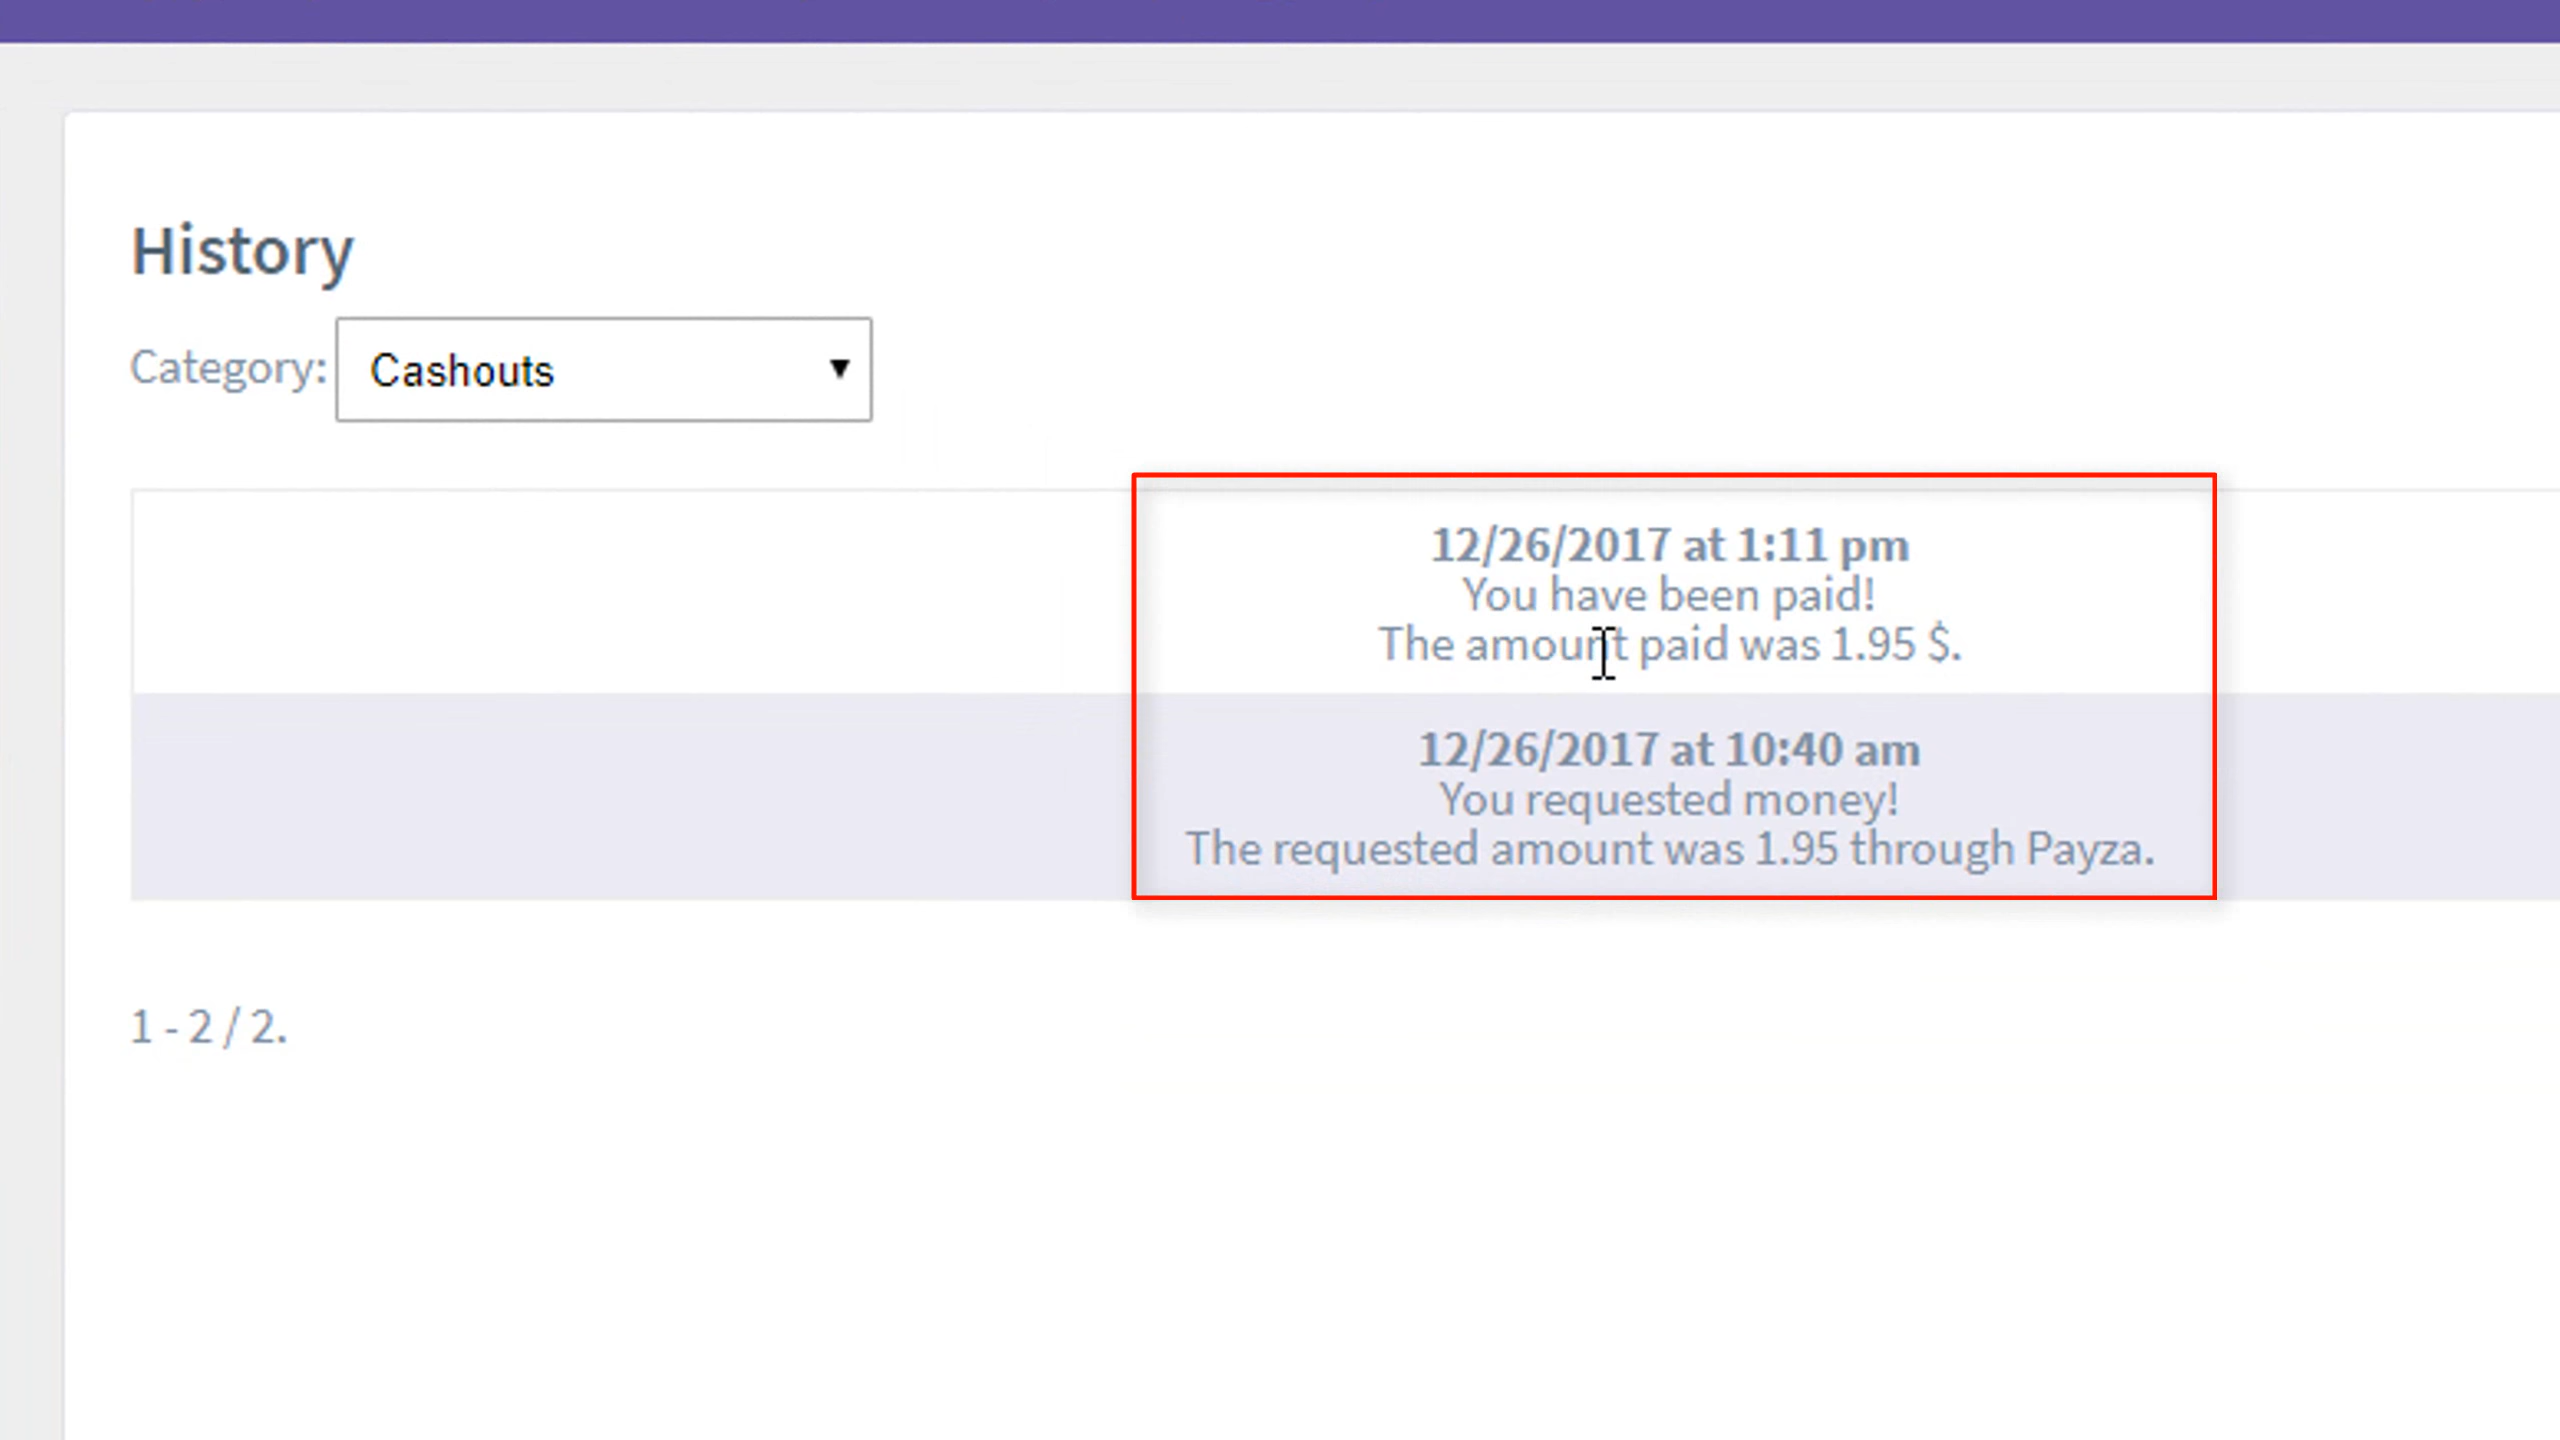 History
Category: Cashouts
12/26/2017 at 1:11 pm
You have been paid!
The amount paid was 1.95 $.
12/26/2017 at 10:40 am
You requested money!
The requested amount was 1.95 through Payza.
1 - 2 / 2.